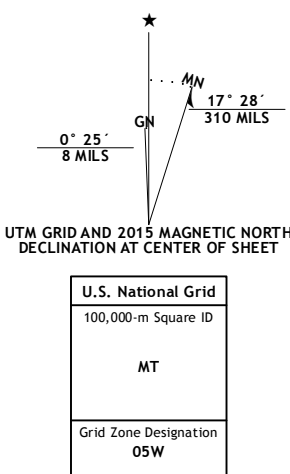 ★
MN
17° 28´
310 MILS
GN
0° 25´
8 MILS
UTM GRID AND 2015 MAGNETIC NORTH
DECLINATION AT CENTER OF SHEET
U.S. National Grid
100,000-m Square ID
MT
Grid Zone Designation
05W